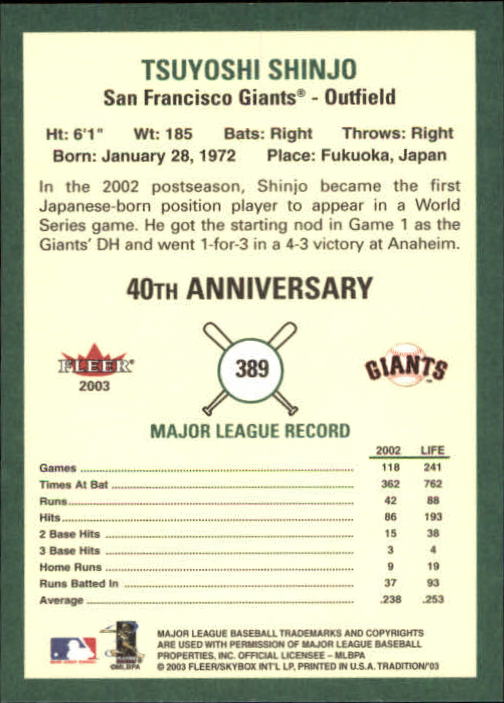 TSUYOSHI SHINJO
San Francisco Giants® - Outfield
Ht: 6'1" Wt: 185 Bats: Right Throws: Right
Born: January 28, 1972 Place: Fukuoka, Japan
In the 2002 postseason, Shinjo became the first
Japanese-born position player to appear in a World
Series game. He got the starting nod in Game 1 as the
Giants' DH and went 1-for-3 in a 4-3 victory at Anaheim.
40TH ANNIVERSARY
FLEER®
2003
389
GIANTS™
MAJOR LEAGUE RECORD
2002 LIFE
Games 118 241
Times At Bat 362 762
Runs 42 88
Hits 86 193
2 Base Hits 15 38
3 Base Hits 3 4
Home Runs 9 19
Runs Batted In 37 93
Average .238 .253
©MLBPA
MAJOR LEAGUE BASEBALL TRADEMARKS AND COPYRIGHTS
ARE USED WITH PERMISSION OF MAJOR LEAGUE BASEBALL
PROPERTIES, INC. OFFICIAL LICENSEE – MLBPA
© 2003 FLEER/SKYBOX INT'L LP, PRINTED IN U.S.A. TRADITION/'03